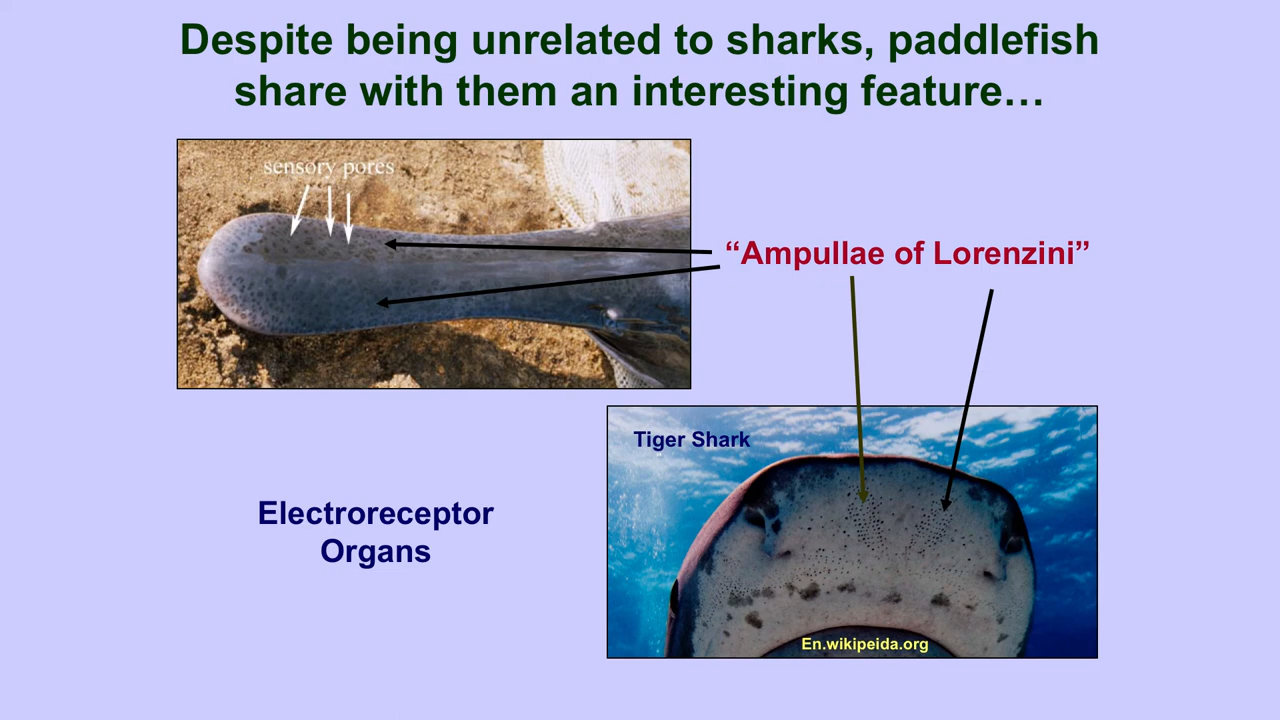 Despite being unrelated to sharks, paddlefish
share with them an interesting feature…
sensory pores
“Ampullae of Lorenzini”
Tiger Shark
Electroreceptor
Organs
En.wikipeida.org